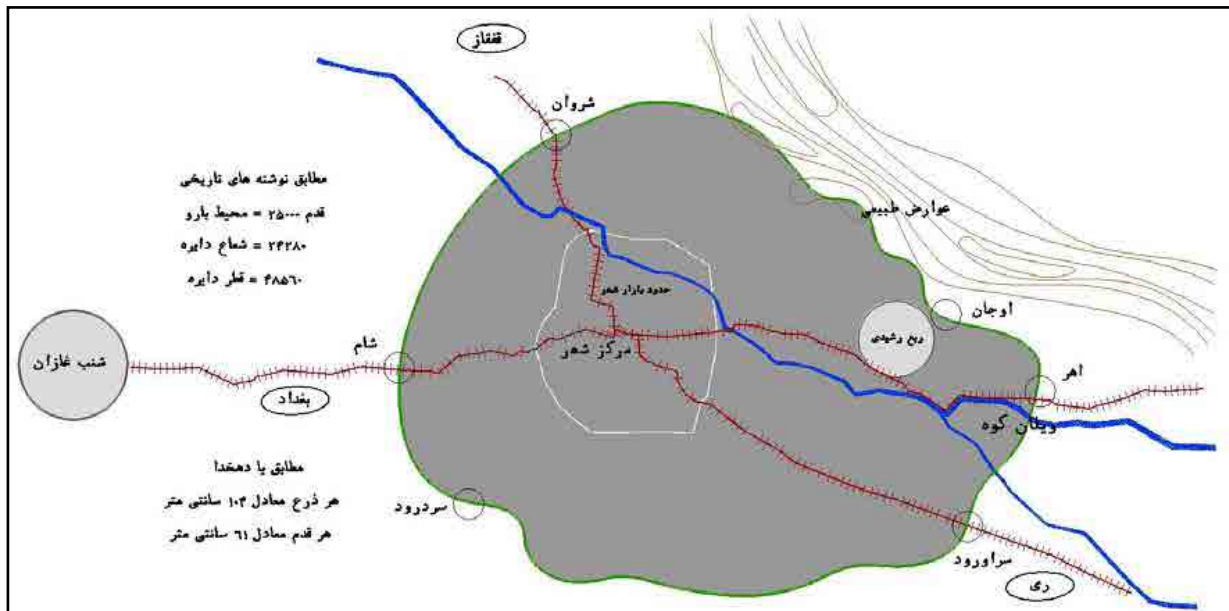 قفقاز
شروان
مطابق نوشته های تاریخی
قدم ۲۵۰۰۰ = محیط بارو
۲۴۲۸۰ = شعاع دایره
۴۸۵۶۰ = قطر دایره
عوارض طبیعی
حدود بازار شهر
اوجان
ربع رشیدی
شنب غازان
شام
مرکز شهر
اهر
بغداد
ویلان کوه
مطابق با دهخدا
هر ذرع معادل ۱۰۴ سانتی متر
هر قدم معادل ۶۱ سانتی متر
سردرود
سراورود
ری